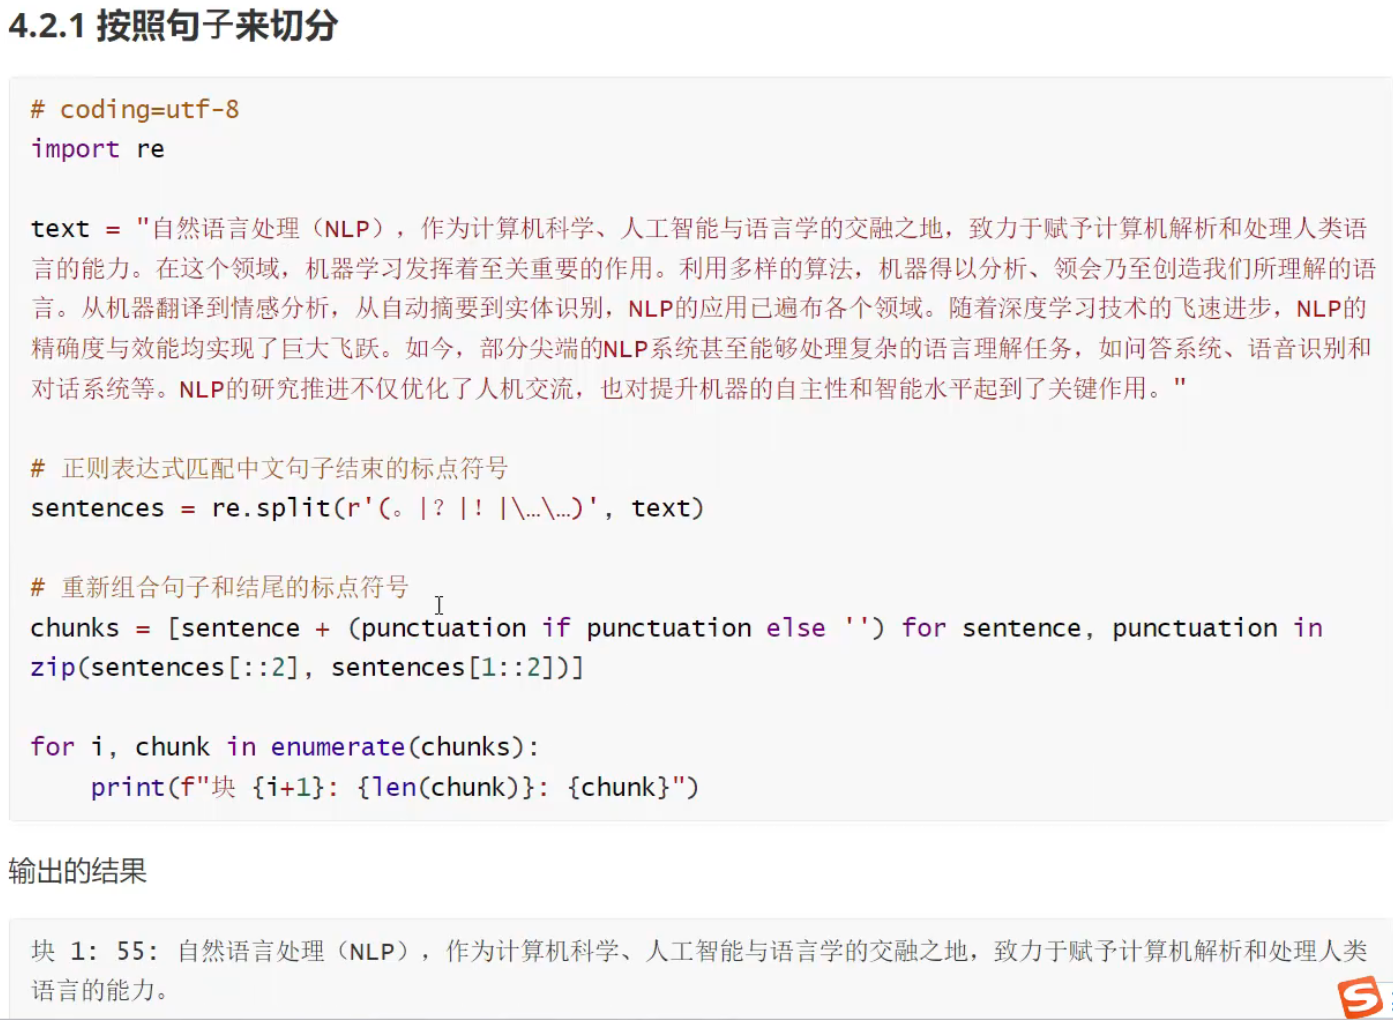 4.2.1 按照句子来切分
# coding=utf-8
import re
text = "自然语言处理（NLP），作为计算机科学、人工智能与语言学的交融之地，致力于赋予计算机解析和处理人类语
言的能力。在这个领域，机器学习发挥着至关重要的作用。利用多样的算法，机器得以分析、领会乃至创造我们所理解的语
言。从机器翻译到情感分析，从自动摘要到实体识别，NLP的应用已遍布各个领域。随着深度学习技术的飞速进步，NLP的
精确度与效能均实现了巨大飞跃。如今，部分尖端的NLP系统甚至能够处理复杂的语言理解任务，如问答系统、语音识别和
对话系统等。NLP的研究推进不仅优化了人机交流，也对提升机器的自主性和智能水平起到了关键作用。"
# 正则表达式匹配中文句子结束的标点符号
sentences = re.split(r'(。|？|！|\…\…)', text)
# 重新组合句子和结尾的标点符号
chunks = [sentence + (punctuation if punctuation else '') for sentence, punctuation in
zip(sentences[::2], sentences[1::2])]
for i, chunk in enumerate(chunks):
    print(f"块 {i+1}: {len(chunk)}: {chunk}")
输出的结果
块 1: 55: 自然语言处理（NLP），作为计算机科学、人工智能与语言学的交融之地，致力于赋予计算机解析和处理人类
语言的能力。
S